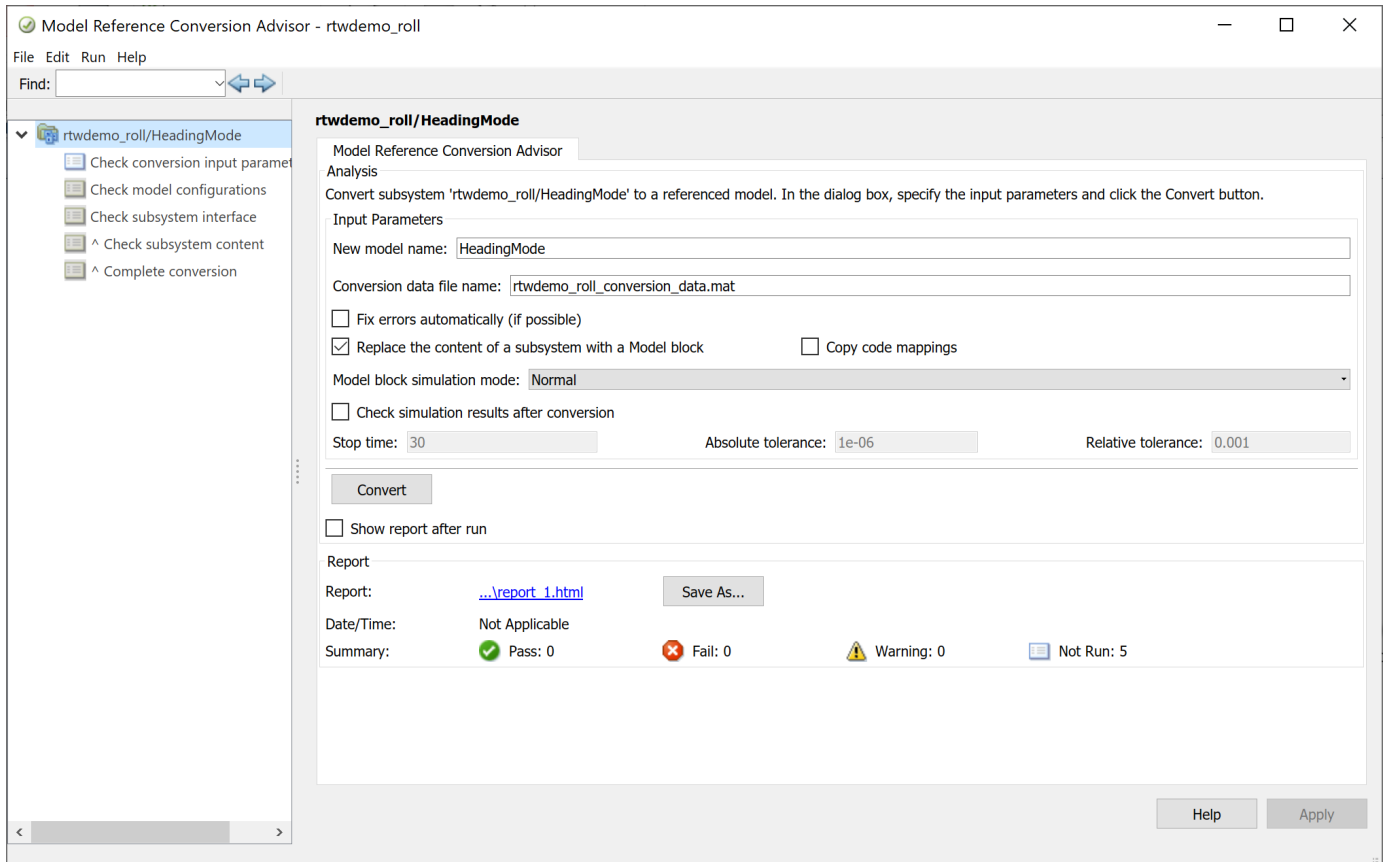 Model Reference Conversion Advisor - rtwdemo_roll
File Edit Run Help
Find:
rtwdemo_roll/HeadingMode
Check conversion input paramet
Check model configurations
Check subsystem interface
^ Check subsystem content
^ Complete conversion
rtwdemo_roll/HeadingMode
Model Reference Conversion Advisor
Analysis
Convert subsystem 'rtwdemo_roll/HeadingMode' to a referenced model. In the dialog box, specify the input parameters and click the Convert button.
Input Parameters
New model name: HeadingMode
Conversion data file name: rtwdemo_roll_conversion_data.mat
Fix errors automatically (if possible)
Replace the content of a subsystem with a Model block Copy code mappings
Model block simulation mode: Normal
Check simulation results after conversion
Stop time: 30 Absolute tolerance: 1e-06 Relative tolerance: 0.001
Convert
Show report after run
Report
Report: ...\report_1.html Save As...
Date/Time: Not Applicable
Summary: Pass: 0 Fail: 0 Warning: 0 Not Run: 5
Help Apply